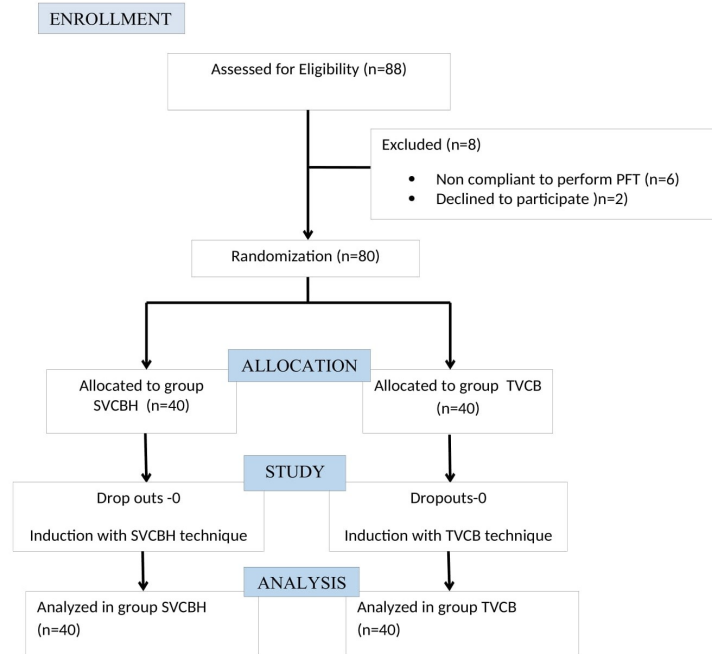 ENROLLMENT
Assessed for Eligibility (n=88)
Excluded (n=8)
• Non compliant to perform PFT (n=6)
• Declined to participate )n=2)
Randomization (n=80)
ALLOCATION
Allocated to group
SVCBH (n=40)
Allocated to group TVCB
(n=40)
STUDY
Drop outs -0
Induction with SVCBH technique
Dropouts-0
Induction with TVCB technique
ANALYSIS
Analyzed in group SVCBH
(n=40)
Analyzed in group TVCB
(n=40)